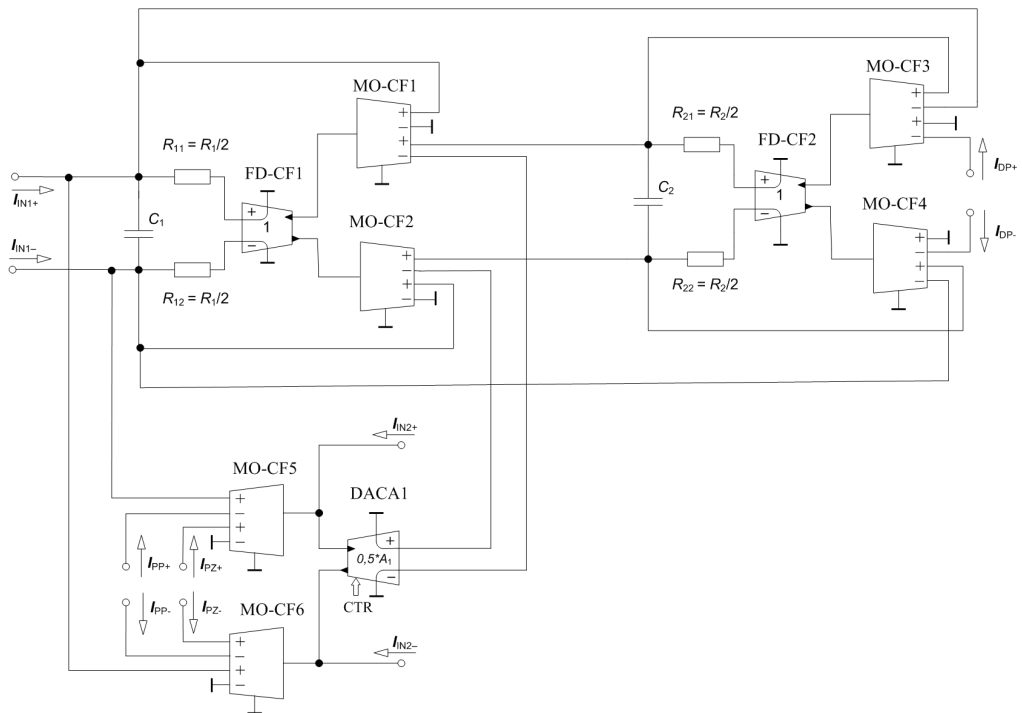 MO-CF3
MO-CF1
+
−
+
−
R21 = R2/2
FD-CF2
R11 = R1/2
FD-CF1
+
−
+
−
IDP+
IIN1+
C1
+
1
−
C2
+
1
−
MO-CF2
MO-CF4
IDP-
IIN1–
R12 = R1/2
+
−
+
−
R22 = R2/2
+
−
+
−
IIN2+
MO-CF5
DACA1
+
−
+
−
+
0,5*A1
−
IPP+
IPZ+
CTR
IPP-
IPZ-
MO-CF6
IIN2–
+
−
+
−